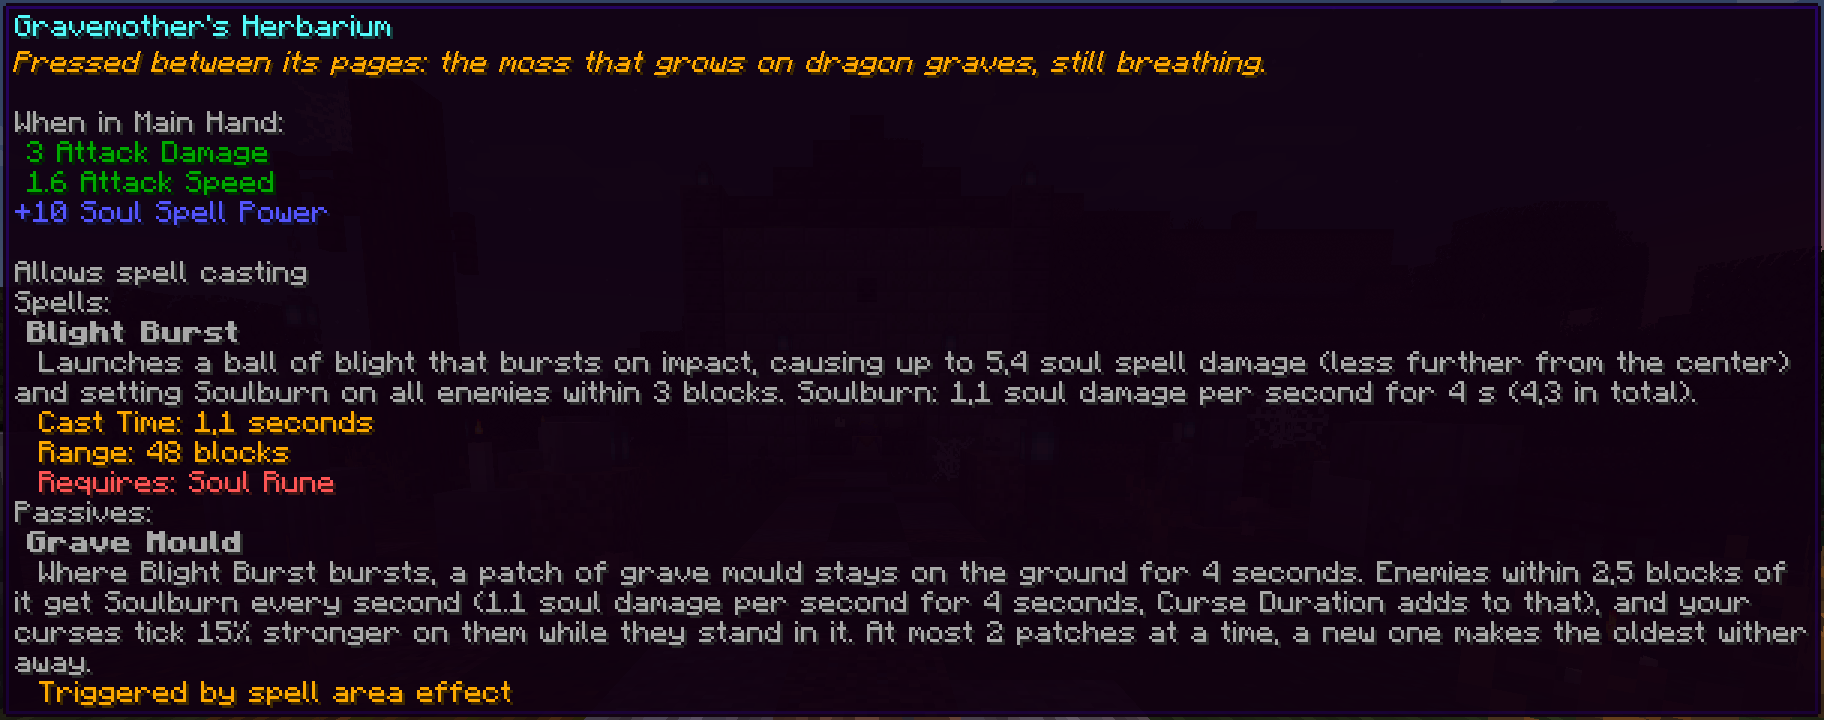 Gravemother's Herbarium
Pressed between its pages: the moss that grows on dragon graves, still breathing.
When in Main Hand:
3 Attack Damage
1.6 Attack Speed
+10 Soul Spell Power
Allows spell casting
Spells:
Blight Burst
Launches a ball of blight that bursts on impact, causing up to 5,4 soul spell damage (less further from the center)
and setting Soulburn on all enemies within 3 blocks. Soulburn: 1,1 soul damage per second for 4 s (4,3 in total).
Cast Time: 1,1 seconds
Range: 48 blocks
Requires: Soul Rune
Passives:
Grave Mould
Where Blight Burst bursts, a patch of grave mould stays on the ground for 4 seconds. Enemies within 2,5 blocks of
it get Soulburn every second (1.1 soul damage per second for 4 seconds, Curse Duration adds to that), and your
curses tick 15% stronger on them while they stand in it. At most 2 patches at a time, a new one makes the oldest wither
away.
Triggered by spell area effect